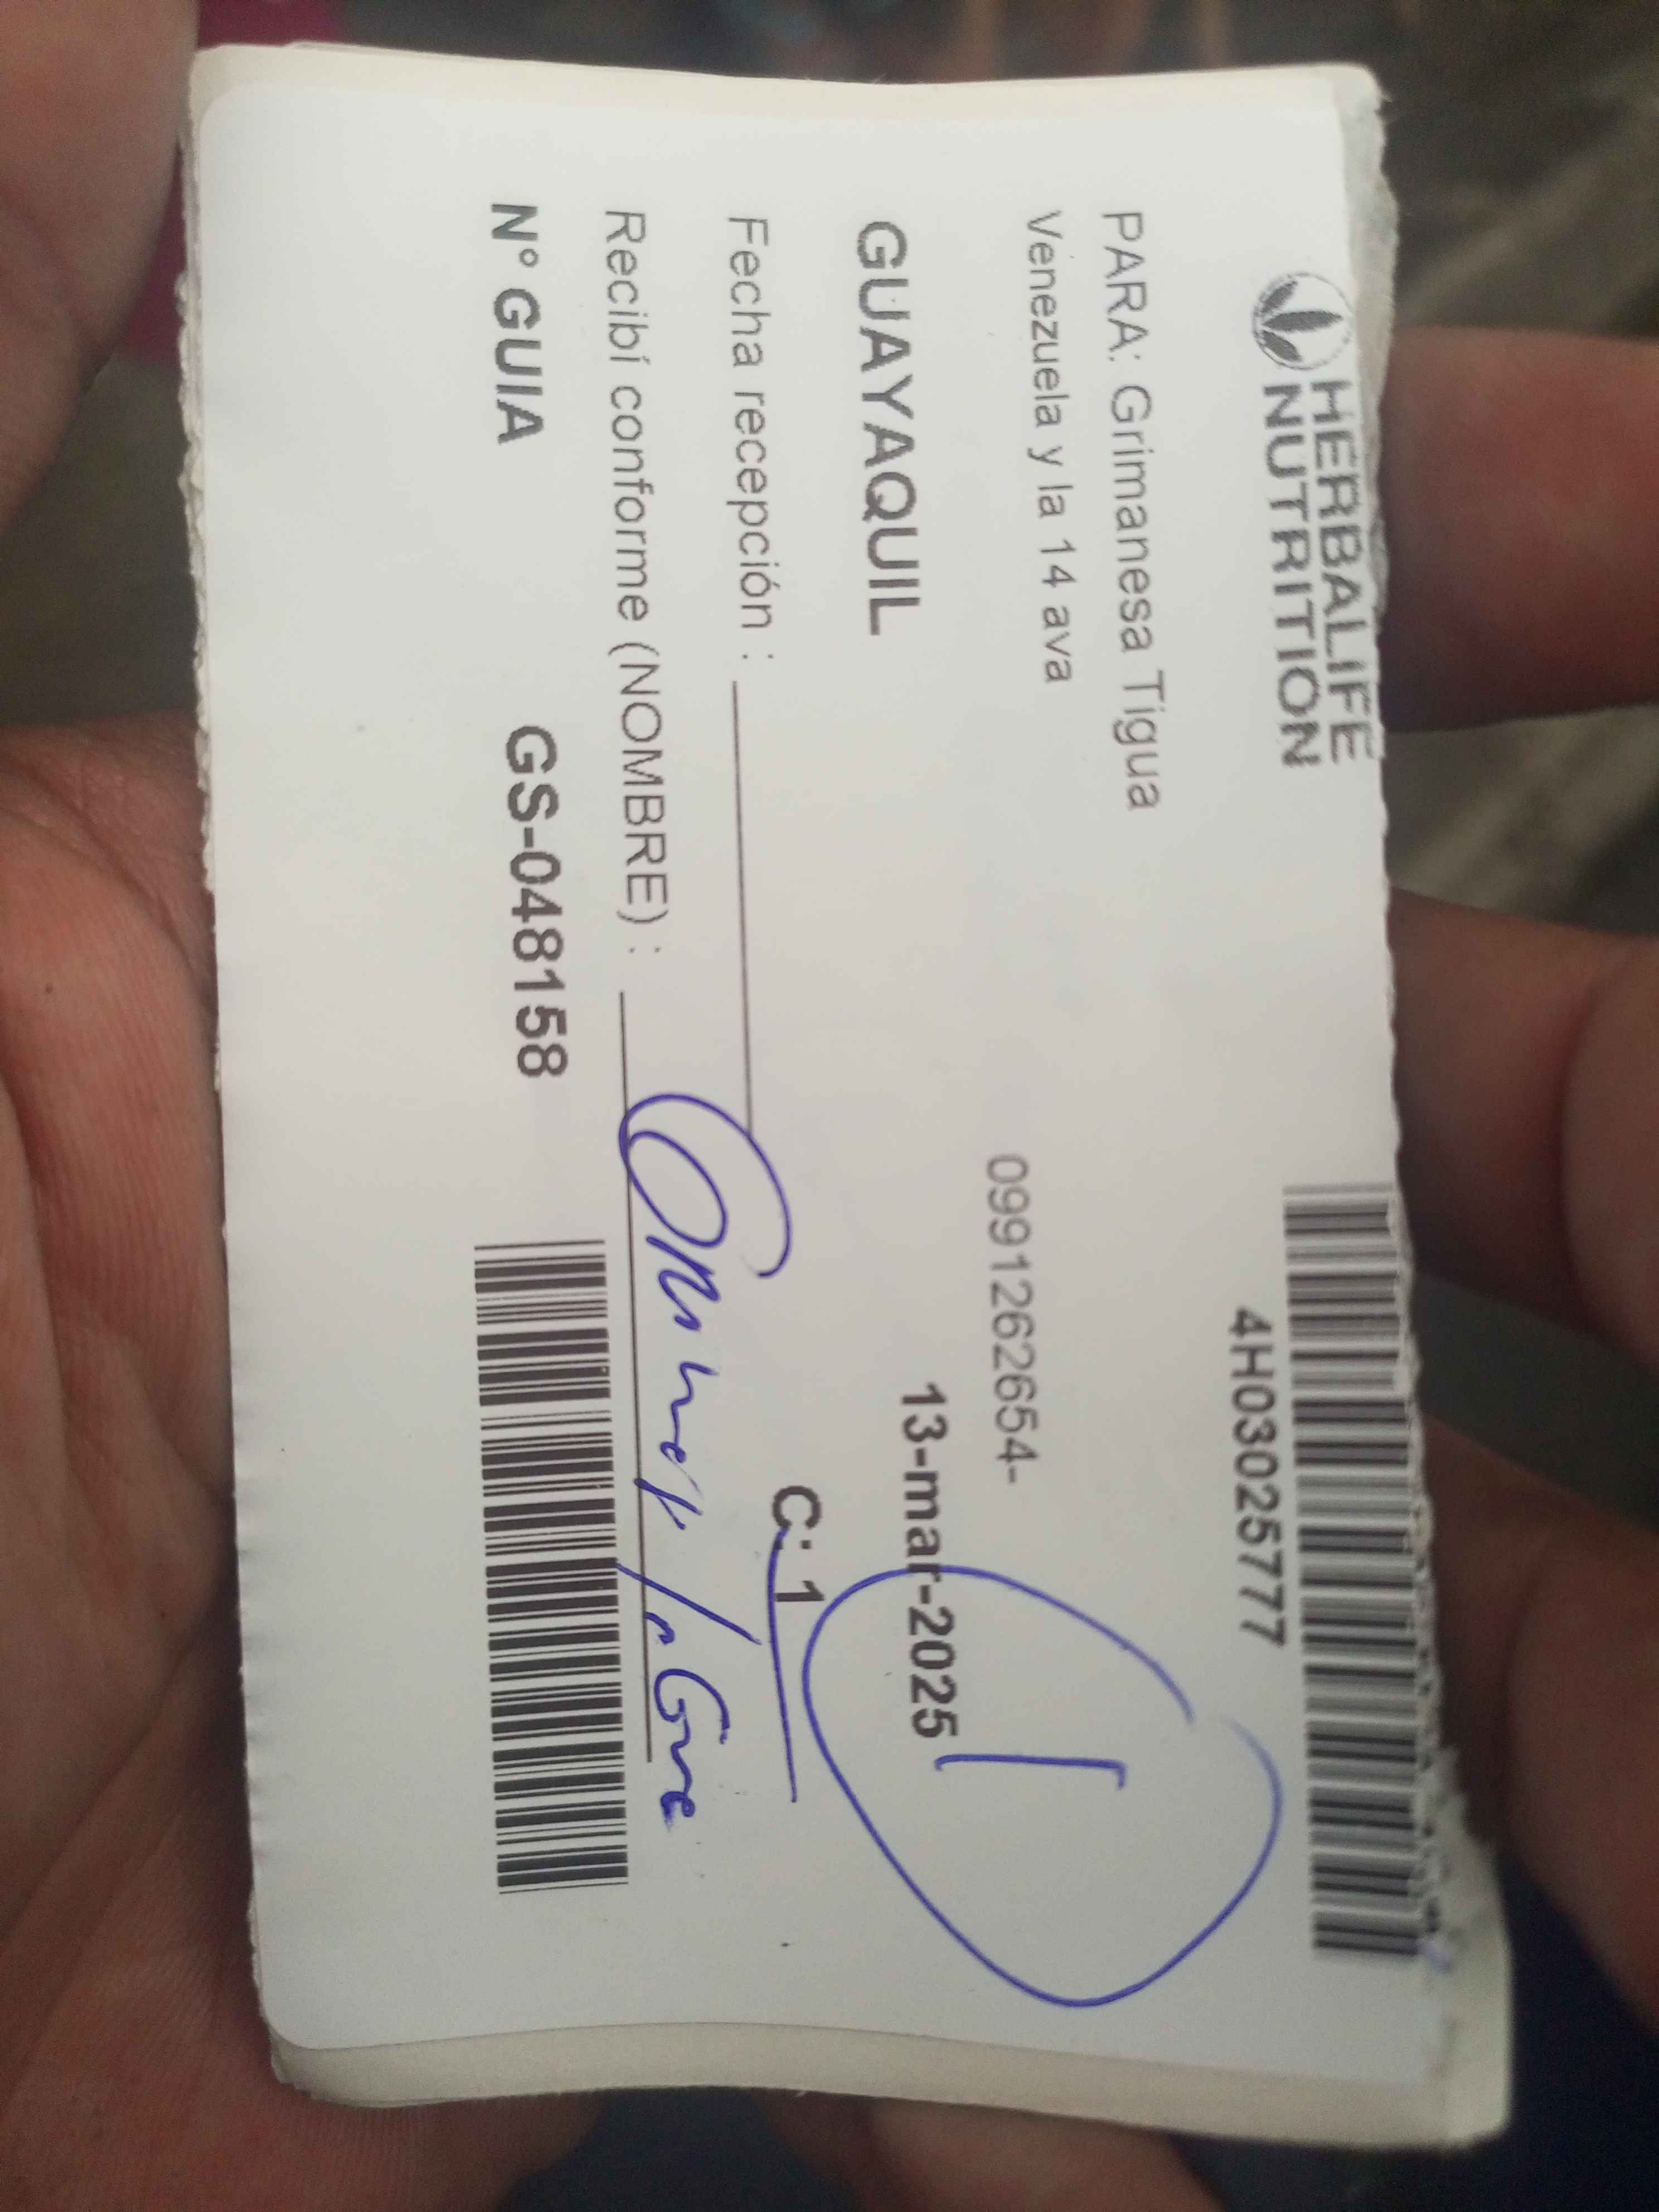 HERBALIFE
NUTRITION
4H03025777
PARA: Grimanesa Tigua
Venezuela y la 14 ava
0991262654-
GUAYAQUIL
13-mar-2025
1
Fecha recepción :
C: 1
Recibí conforme (NOMBRE) :
N° GUIA GS-048158